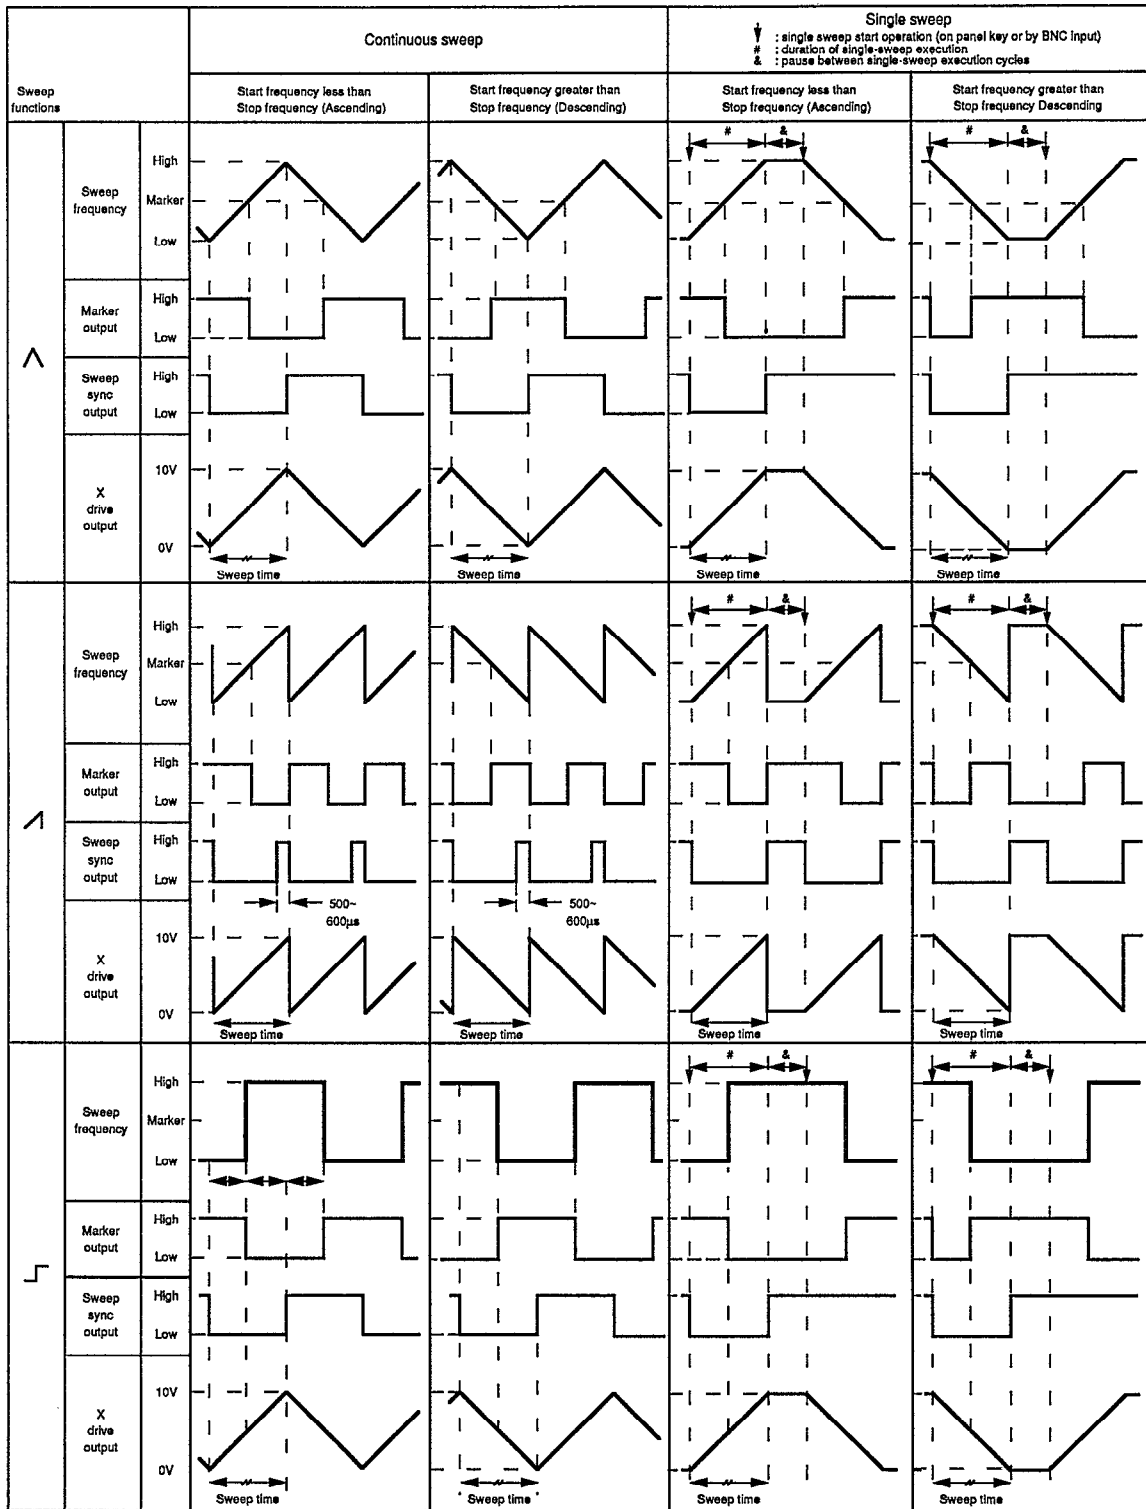 Continuous sweep
Single sweep
: single sweep start operation (on panel key or by BNC input)
# : duration of single-sweep execution
& : pause between single-sweep execution cycles
Sweep
functions
Start frequency less than
Stop frequency (Ascending)
Start frequency greater than
Stop frequency (Descending)
Start frequency less than
Stop frequency (Ascending)
Start frequency greater than
Stop frequency Descending
# & # &
Sweep
frequency
High
Marker
Low
Marker
output
High
Low
Sweep
sync
output
High
Low
X
drive
output
10V
0V
Sweep time Sweep time Sweep time Sweep time
# & # &
Sweep
frequency
High
Marker
Low
Marker
output
High
Low
Sweep
sync
output
High
Low
500~
600µs
500~
600µs
X
drive
output
10V
0V
Sweep time Sweep time Sweep time Sweep time
# & # &
Sweep
frequency
High
Marker
Low
Marker
output
High
Low
Sweep
sync
output
High
Low
X
drive
output
10V
0V
Sweep time Sweep time Sweep time Sweep time